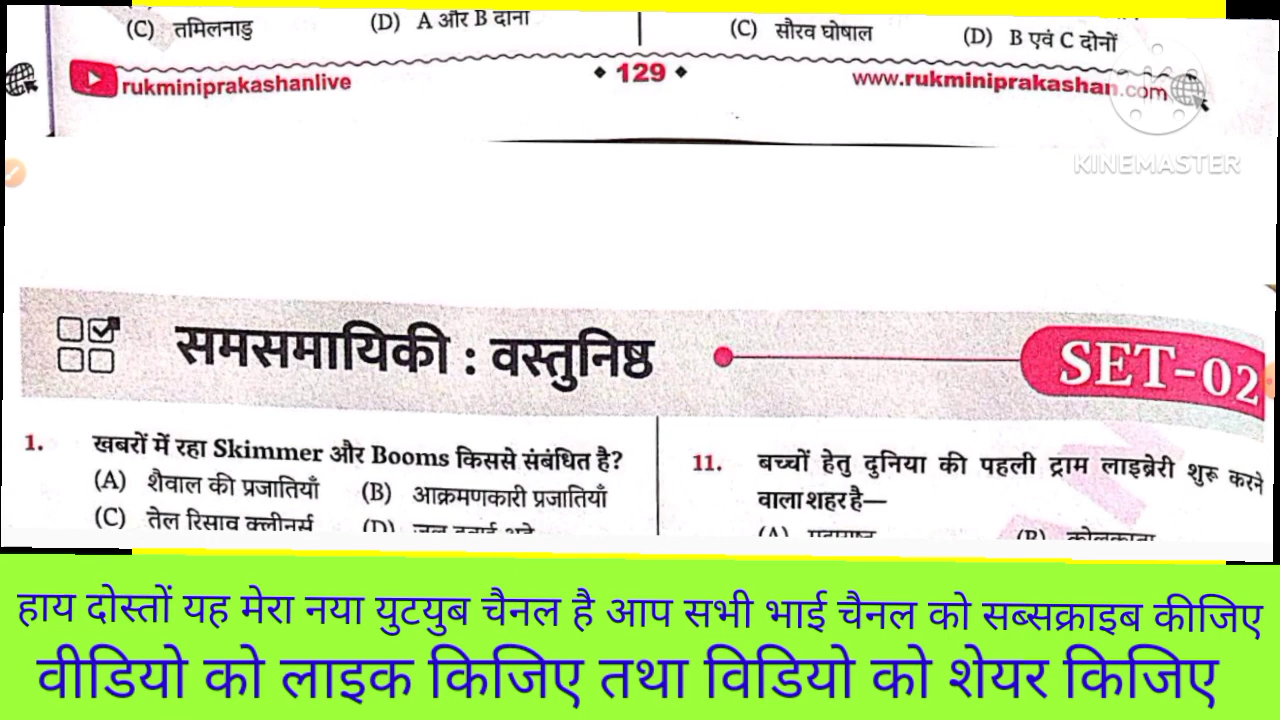 (C) तमिलनाडु (D) A और B दोनों
(C) सौरव घोषाल (D) B एवं C दोनों
rukminiprakashanlive 129 www.rukminiprakashan.com
KINEMASTER
समसमायिकी : वस्तुनिष्ठ SET-02
1. खबरों में रहा Skimmer और Booms किससे संबंधित है?
(A) शैवाल की प्रजातियाँ (B) आक्रमणकारी प्रजातियाँ
(C) तेल रिसाव क्लीनर्स (D)
11. बच्चों हेतु दुनिया की पहली ट्राम लाइब्रेरी शुरू करने
वाला शहर है—
(A) (B) कोलकाता
हाय दोस्तों यह मेरा नया युटयुब चैनल है आप सभी भाई चैनल को सब्सक्राइब कीजिए
वीडियो को लाइक किजिए तथा विडियो को शेयर किजिए